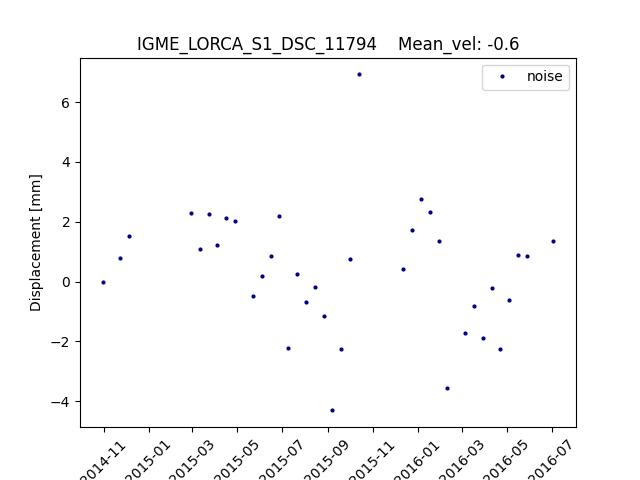 IGME_LORCA_S1_DSC_11794    Mean_vel: -0.6
noise
Displacement [mm]
6
4
2
0
−2
−4
2014-11 2015-01 2015-03 2015-05 2015-07 2015-09 2015-11 2016-01 2016-03 2016-05 2016-07